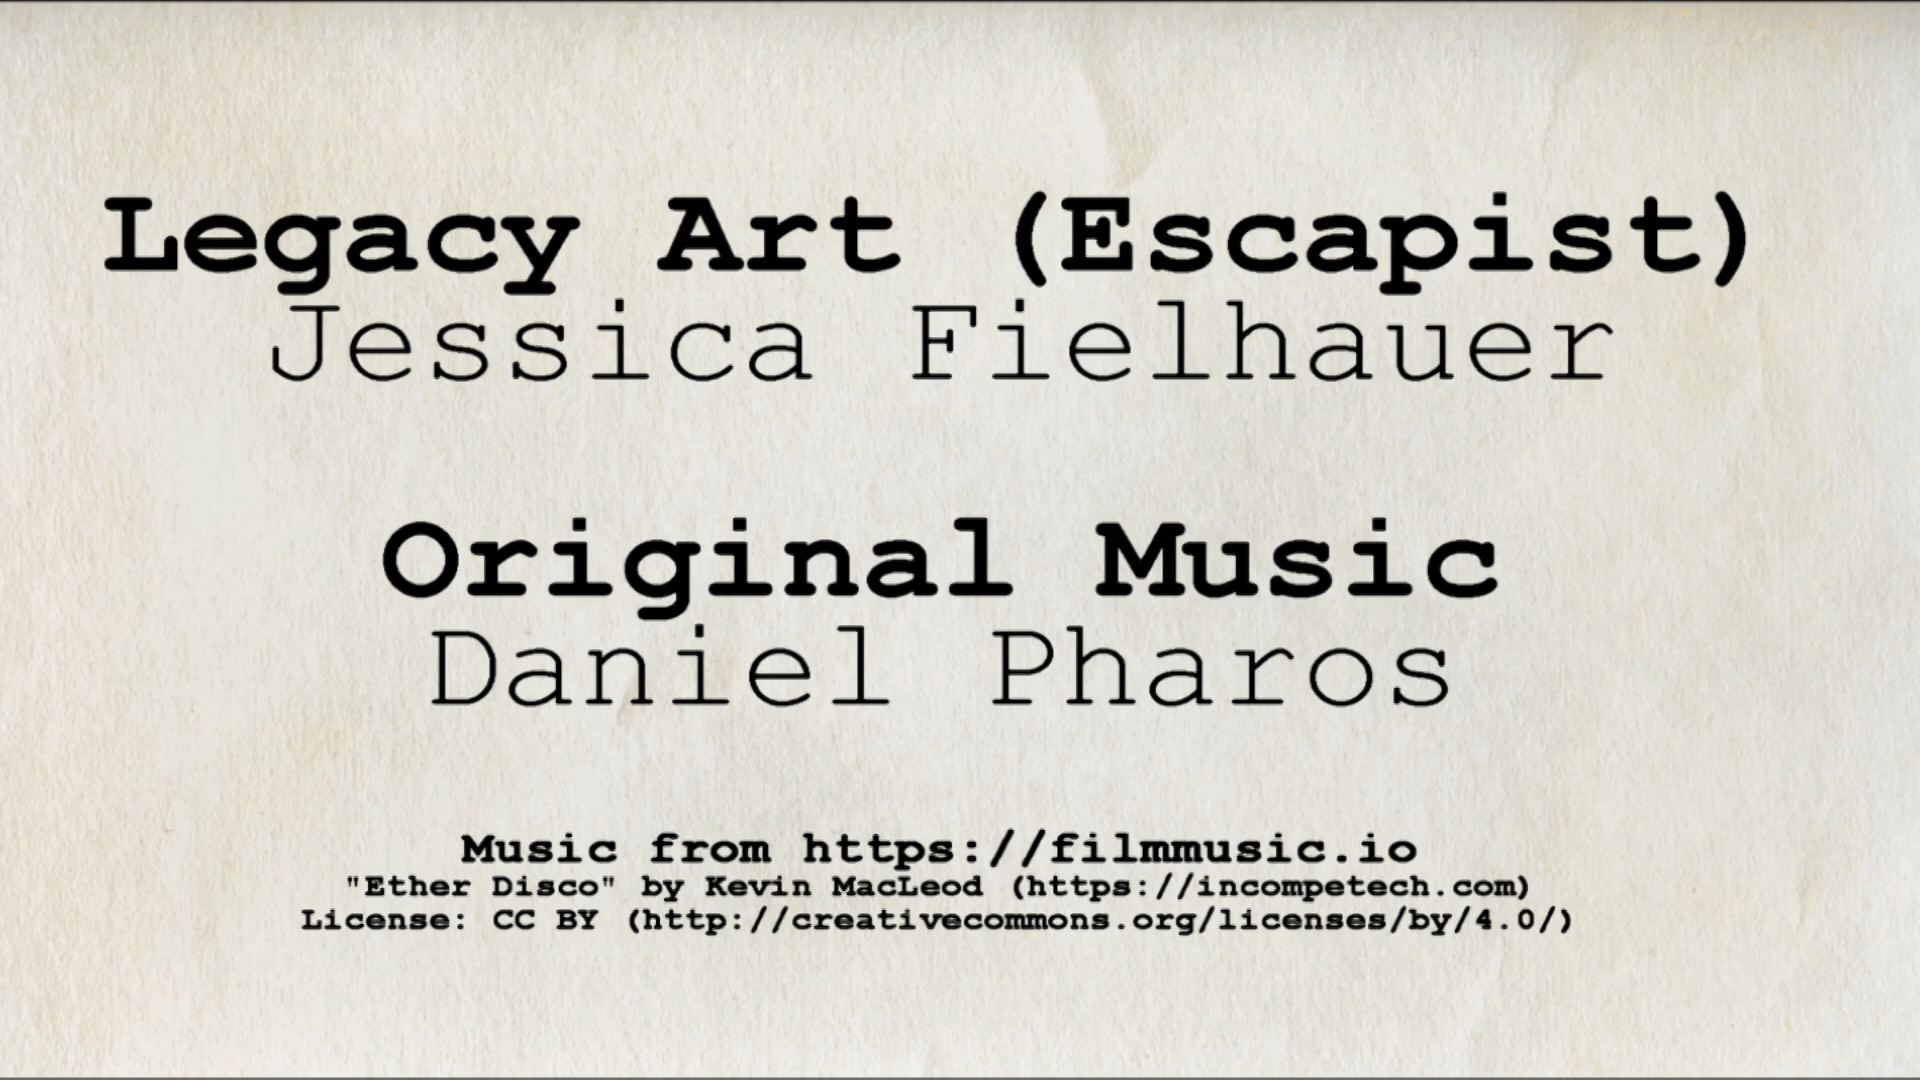 Legacy Art (Escapist)
Jessica Fielhauer
Original Music
Daniel Pharos
Music from https://filmmusic.io
"Ether Disco" by Kevin MacLeod (https://incompetech.com)
License: CC BY (http://creativecommons.org/licenses/by/4.0/)